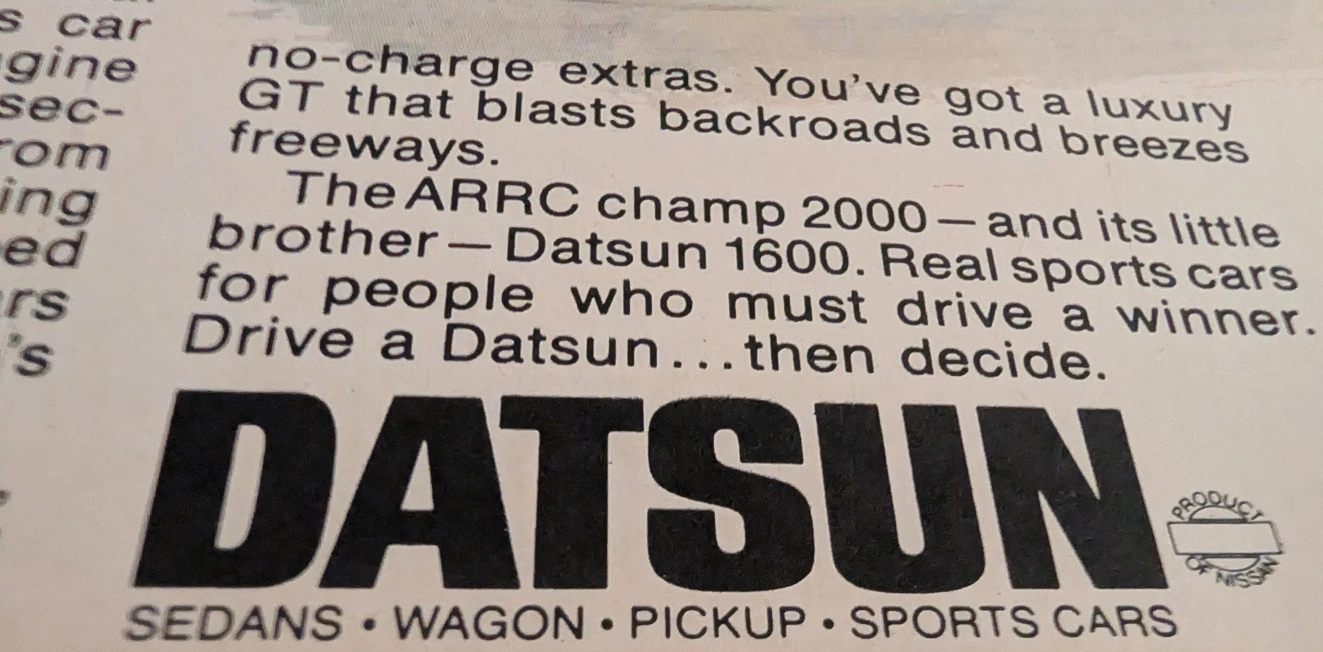 s car
gine
sec-
rom
ing
ed
rs
's
no-charge extras. You've got a luxury
GT that blasts backroads and breezes
freeways.
The ARRC champ 2000 — and its little
brother — Datsun 1600. Real sports cars
for people who must drive a winner.
Drive a Datsun...then decide.
DATSUN
PRODUCT
OF NISSAN
SEDANS • WAGON • PICKUP • SPORTS CARS